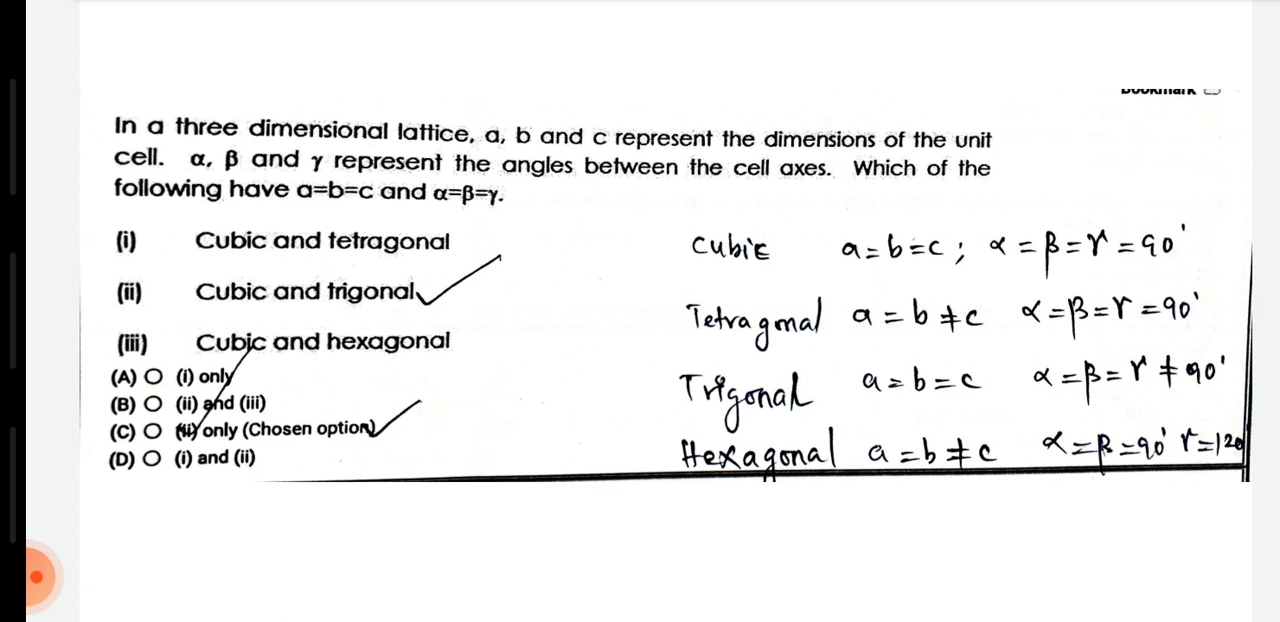 Bookmark
In a three dimensional lattice, a, b and c represent the dimensions of the unit
cell. α, β and γ represent the angles between the cell axes. Which of the
following have a=b=c and α=β=γ.
(i) Cubic and tetragonal
(ii) Cubic and trigonal
(iii) Cubic and hexagonal
(A) (i) only
(B) (ii) and (iii)
(C) (ii) only (Chosen option)
(D) (i) and (ii)
Cubic a=b=c; α=β=γ=90'
Tetragonal a=b≠c α=β=γ=90'
Trigonal a=b=c α=β=γ≠90'
Hexagonal a=b≠c α=β=90' γ=120